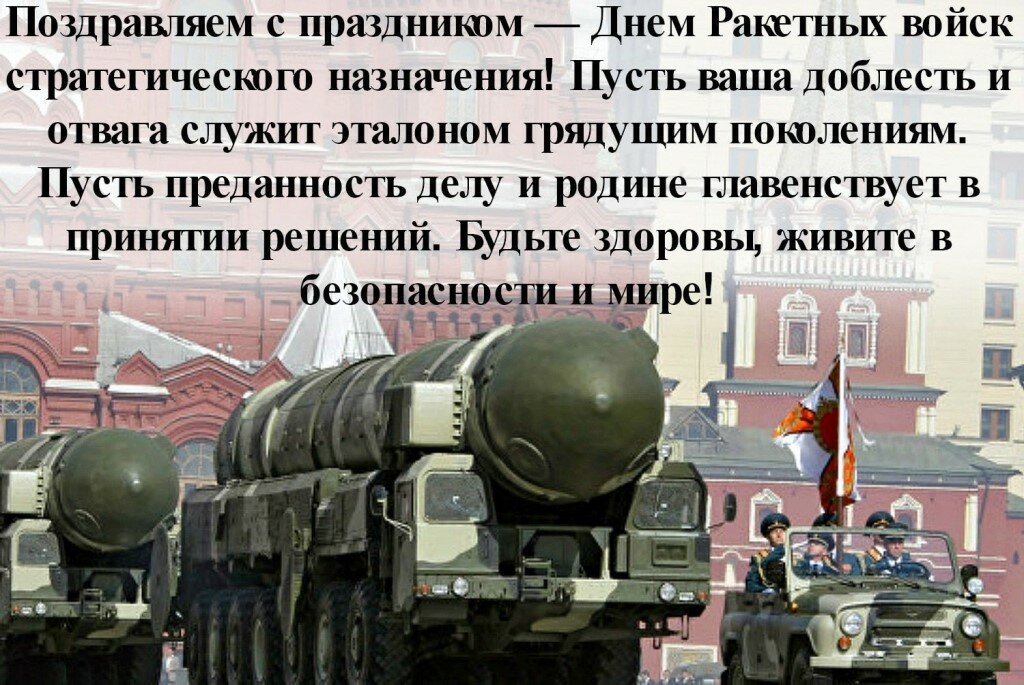 Поздравляем с праздником — Днем Ракетных войск
стратегического назначения! Пусть ваша доблесть и
отвага служит эталоном грядущим поколениям.
Пусть преданность делу и родине главенствует в
принятии решений. Будьте здоровы, живите в
безопасности и мире!